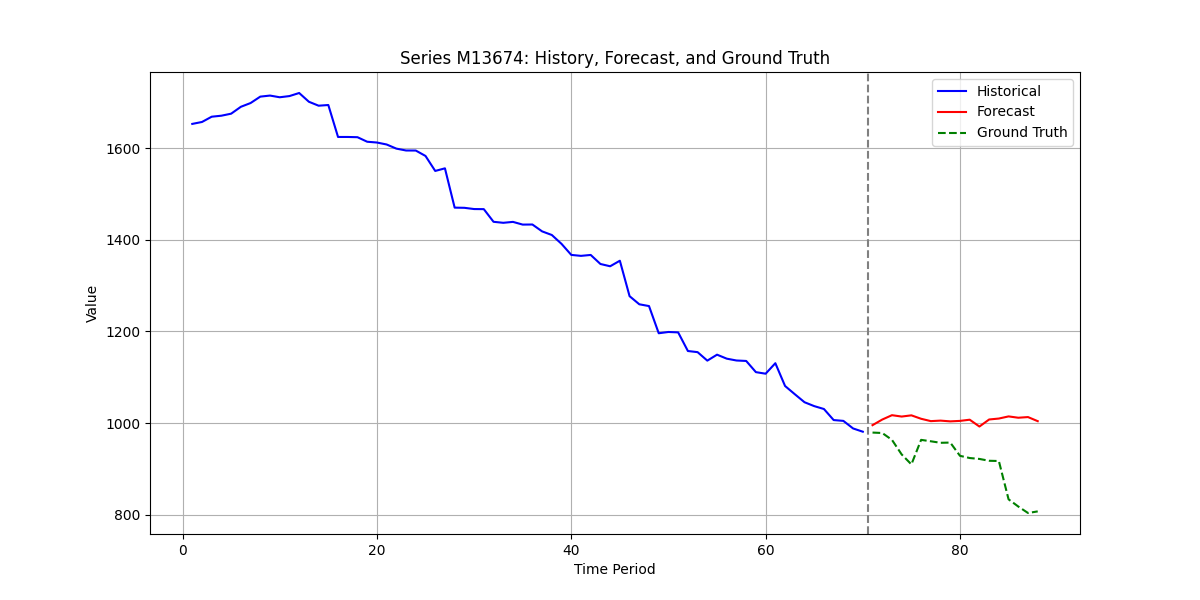 Series M13674: History, Forecast, and Ground Truth
Historical
Forecast
Ground Truth
Value
1600
1400
1200
1000
800
0 20 40 60 80
Time Period